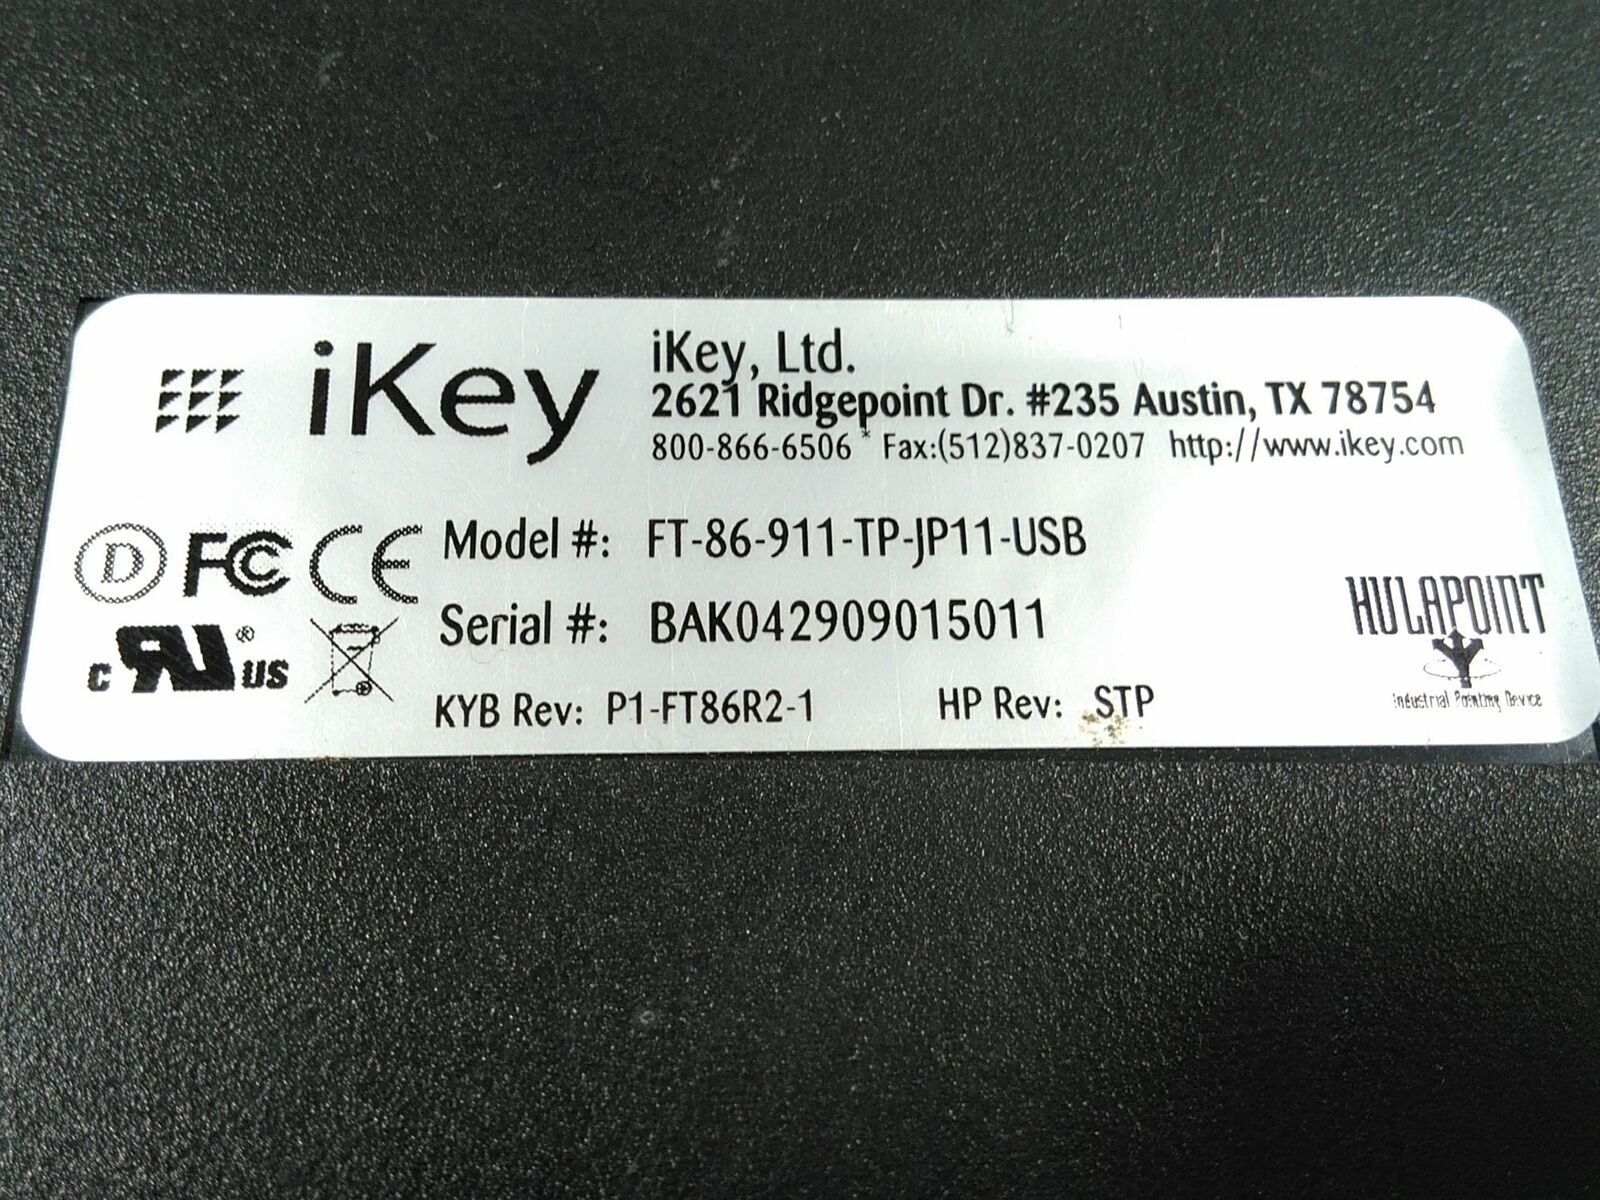 iKey
iKey, Ltd.
2621 Ridgepoint Dr. #235 Austin, TX 78754
800-866-6506 * Fax:(512)837-0207 http://www.ikey.com
D FC CE
Model #: FT-86-911-TP-JP11-USB
c RU ® US
Serial #: BAK042909015011
KYB Rev: P1-FT86R2-1 HP Rev: STP
HULAPOINT
Industrial Pointing Device